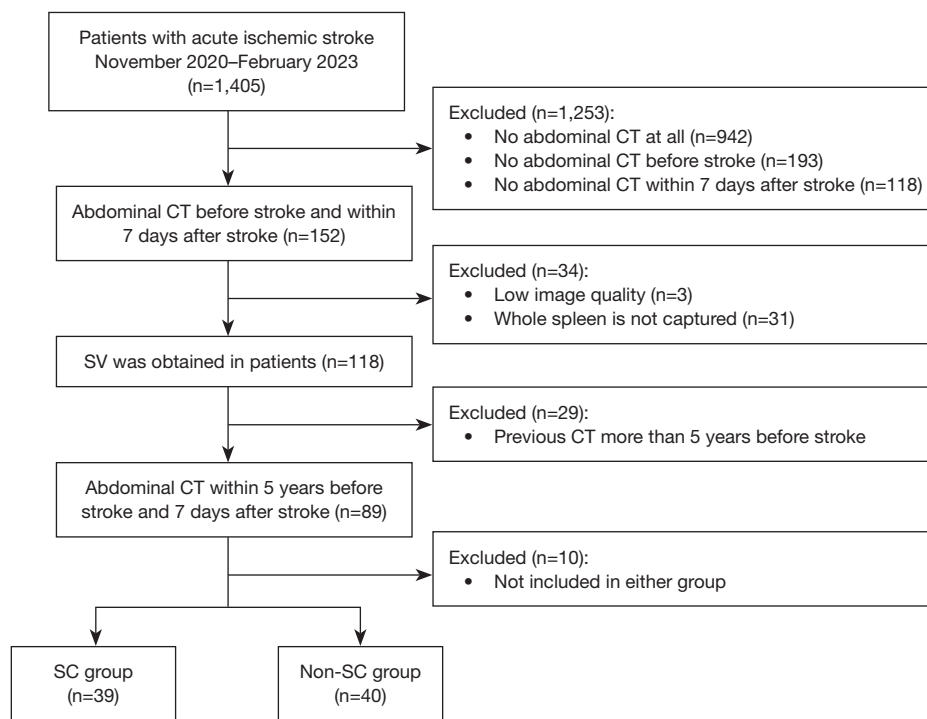 Patients with acute ischemic stroke
November 2020–February 2023
(n=1,405)
Excluded (n=1,253):
• No abdominal CT at all (n=942)
• No abdominal CT before stroke (n=193)
• No abdominal CT within 7 days after stroke (n=118)
Abdominal CT before stroke and within
7 days after stroke (n=152)
Excluded (n=34):
• Low image quality (n=3)
• Whole spleen is not captured (n=31)
SV was obtained in patients (n=118)
Excluded (n=29):
• Previous CT more than 5 years before stroke
Abdominal CT within 5 years before
stroke and 7 days after stroke (n=89)
Excluded (n=10):
• Not included in either group
SC group
(n=39)
Non-SC group
(n=40)